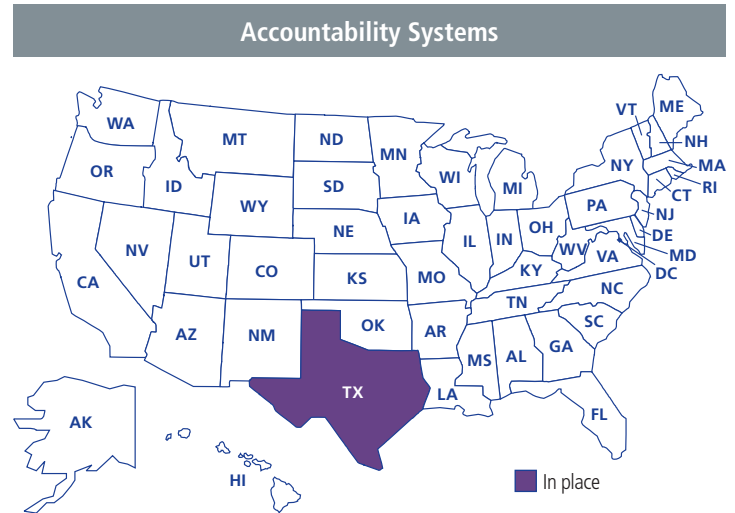 Accountability Systems
WA
OR
ID
MT
ND
MN
SD
WY
WI
MI
VT
ME
NH
MA
RI
CT
NY
NJ
PA
DE
MD
DC
NV
UT
CA
CO
NE
IA
KS
MO
IL
IN
OH
WV
VA
KY
NC
TN
SC
AZ
NM
OK
AR
MS
AL
GA
TX
LA
FL
AK
HI
In place